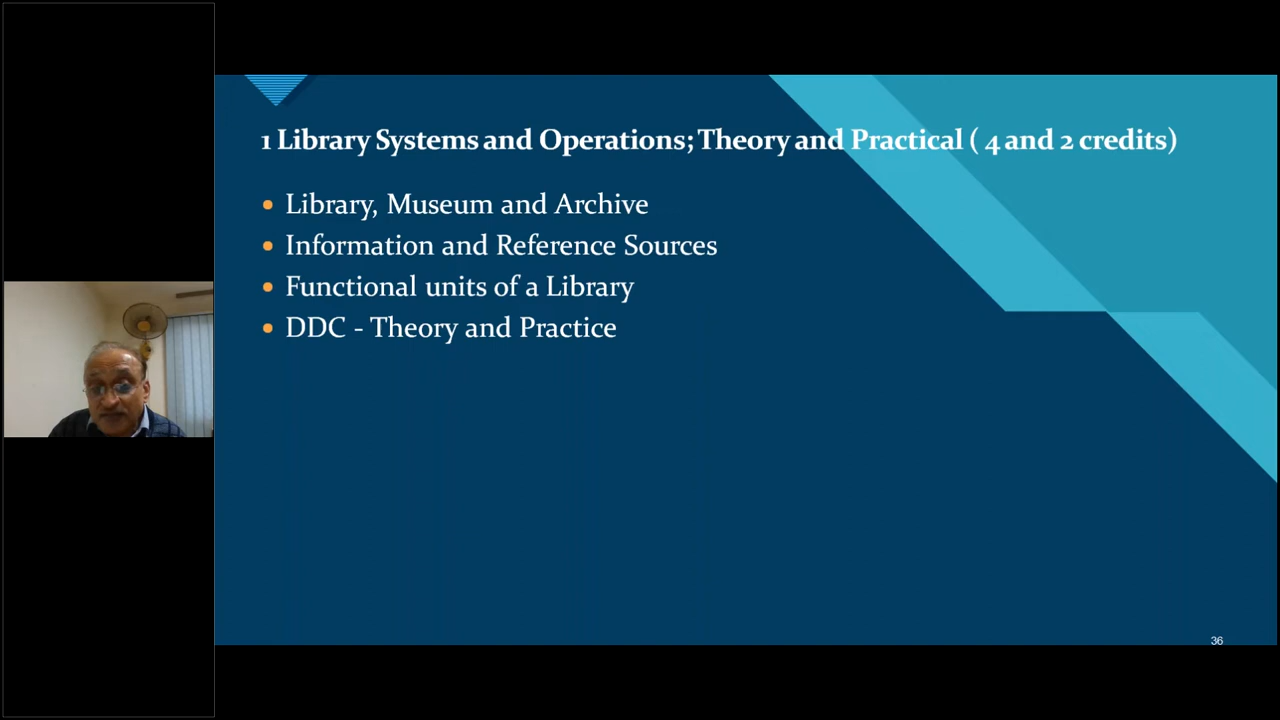 1 Library Systems and Operations; Theory and Practical ( 4 and 2 credits)
• Library, Museum and Archive
• Information and Reference Sources
• Functional units of a Library
• DDC - Theory and Practice
36